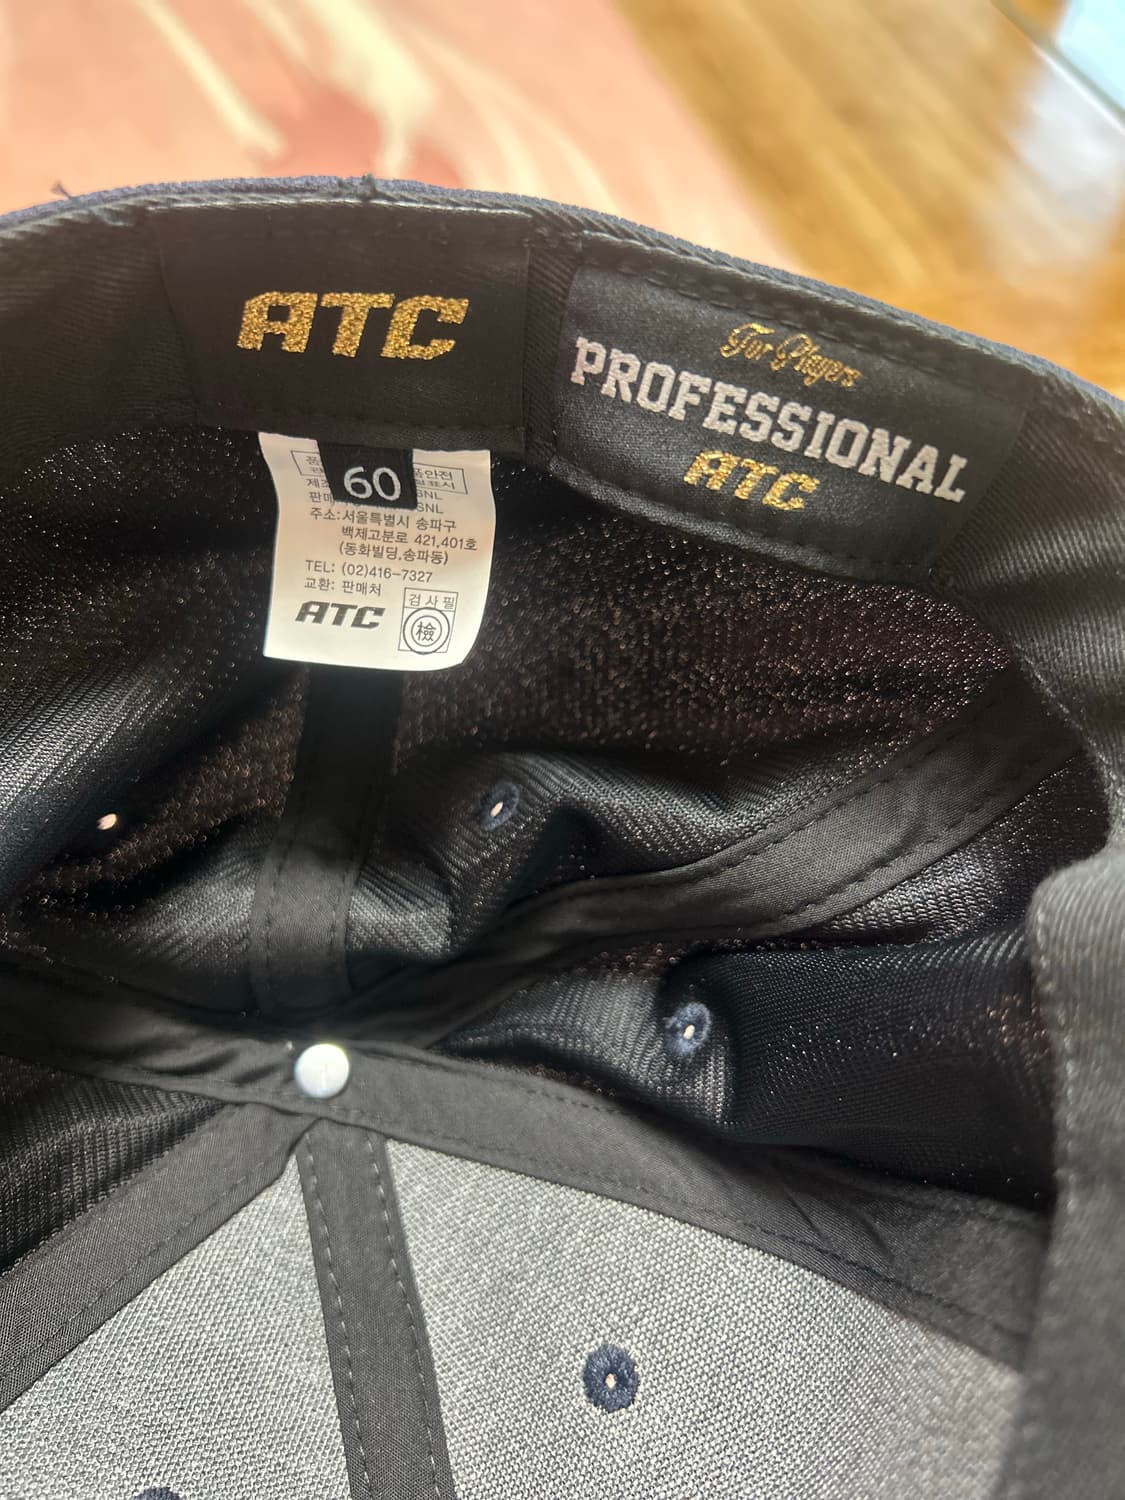 ATC
For Players
PROFESSIONAL
ATC
60
주소:서울특별시 송파구
백제고분로 421,401호
(동화빌딩,송파동)
TEL: (02)416-7327
교환: 판매처
ATC
검사필
檢